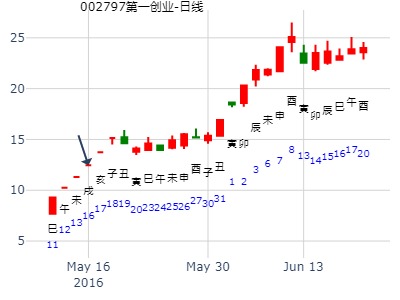 002797第一创业-日线
25
20
15
10
5
巳 午 未 戌 亥 子 丑 寅 巳 午 未 申 酉 子 丑 寅 卯 辰 未 申 酉 寅 卯 辰 巳 午 酉
11 12 13 16 17 18 19 20 23 24 25 26 27 30 31 1 2 3 6 7 8 13 14 15 16 17 20
May 16 May 30 Jun 13
2016